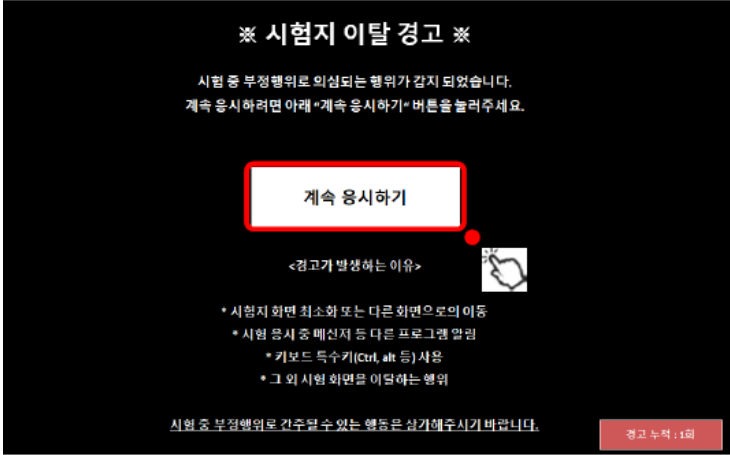 ※ 시험지 이탈 경고 ※
시험 중 부정행위로 의심되는 행위가 감지 되었습니다.
계속 응시하려면 아래 “계속 응시하기“ 버튼을 눌러주세요.
계속 응시하기
<경고가 발생하는 이유>
* 시험지 화면 최소화 또는 다른 화면으로의 이동
* 시험 응시 중 메신저 등 다른 프로그램 알림
* 키보드 특수키(Ctrl, alt 등) 사용
* 그 외 시험 화면을 이달하는 행위
시험 중 부정행위로 간주될 수 있는 행동은 삼가해주시기 바랍니다.
경고 누적 : 1회